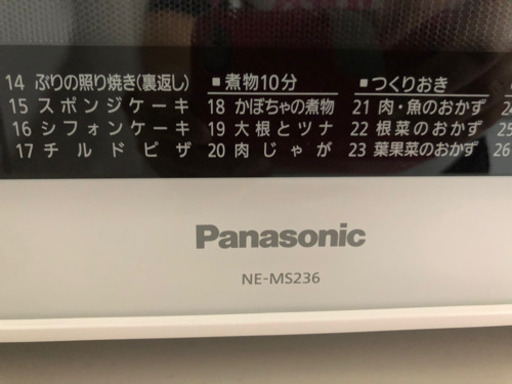 14 ぶりの照り焼き(裏返し)
15 スポンジケーキ
16 シフォンケーキ
17 チルドピザ
■煮物10分
18 かぼちゃの煮物
19 大根とツナ
20 肉じゃが
■つくりおき
21 肉・魚のおかず
22 根菜のおかず
23 葉果菜のおかず
24
25
26
Panasonic
NE-MS236